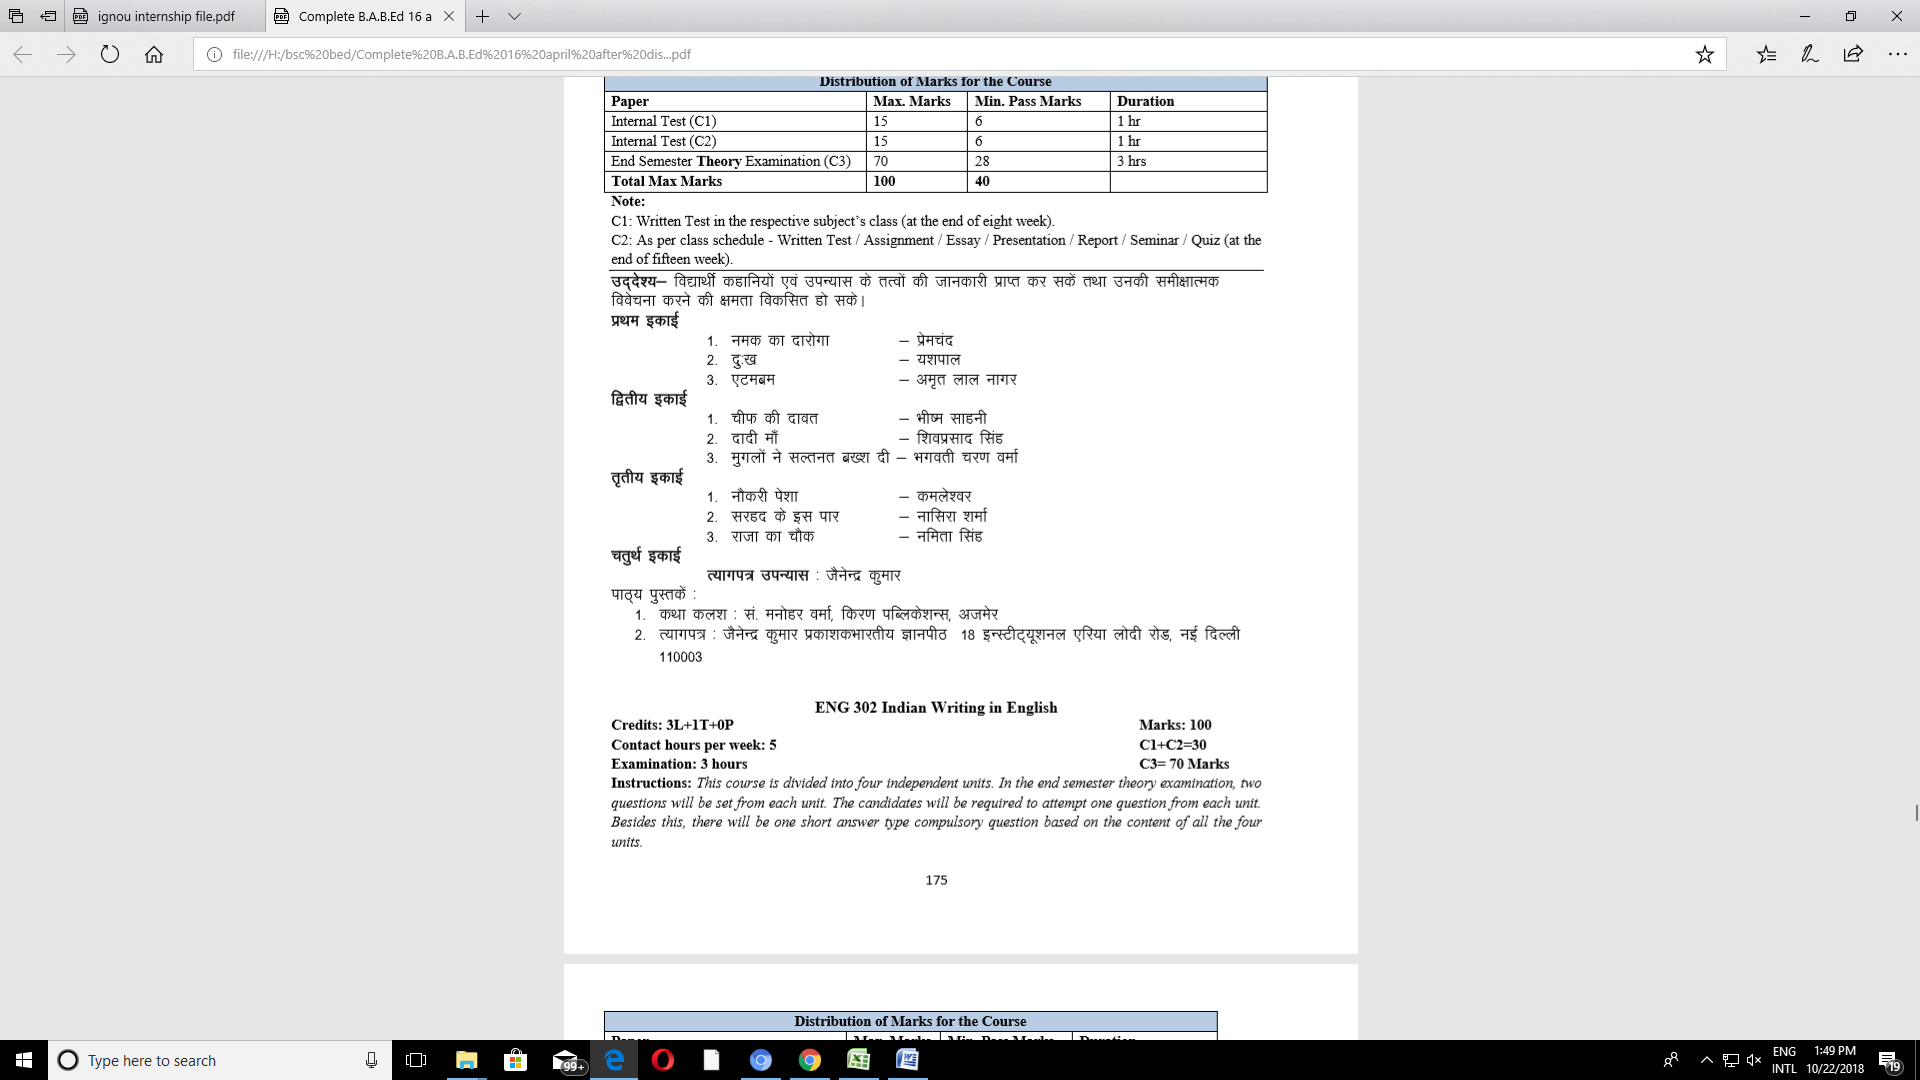 ignou internship file.pdf
Complete B.A.B.Ed 16 a
file:///H:/bsc%20bed/Complete%20B.A.B.Ed%2016%20april%20after%20dis...pdf
Distribution of Marks for the Course
Paper Max. Marks Min. Pass Marks Duration
Internal Test (C1) 15 6 1 hr
Internal Test (C2) 15 6 1 hr
End Semester Theory Examination (C3) 70 28 3 hrs
Total Max Marks 100 40
Note:
C1: Written Test in the respective subject's class (at the end of eight week).
C2: As per class schedule - Written Test / Assignment / Essay / Presentation / Report / Seminar / Quiz (at the
end of fifteen week).
उद्देश्य– विद्यार्थी कहानियों एवं उपन्यास के तत्वों की जानकारी प्राप्त कर सकें तथा उनकी समीक्षात्मक
विवेचना करने की क्षमता विकसित हो सके।
प्रथम इकाई
1. नमक का दारोगा – प्रेमचंद
2. दुःख – यशपाल
3. एटमबम – अमृत लाल नागर
द्वितीय इकाई
1. चीफ की दावत – भीष्म साहनी
2. दादी माँ – शिवप्रसाद सिंह
3. मुगलों ने सल्तनत बख्श दी – भगवती चरण वर्मा
तृतीय इकाई
1. नौकरी पेशा – कमलेश्वर
2. सरहद के इस पार – नासिरा शर्मा
3. राजा का चौक – नमिता सिंह
चतुर्थ इकाई
त्यागपत्र उपन्यास : जैनेन्द्र कुमार
पाठ्य पुस्तकें :
1. कथा कलश : सं. मनोहर वर्मा, किरण पब्लिकेशन्स, अजमेर
2. त्यागपत्र : जैनेन्द्र कुमार प्रकाशकभारतीय ज्ञानपीठ 18 इन्स्टीट्यूशनल एरिया लोदी रोड, नई दिल्ली
110003
ENG 302 Indian Writing in English
Credits: 3L+1T+0P Marks: 100
Contact hours per week: 5 C1+C2=30
Examination: 3 hours C3= 70 Marks
Instructions: This course is divided into four independent units. In the end semester theory examination, two
questions will be set from each unit. The candidates will be required to attempt one question from each unit.
Besides this, there will be one short answer type compulsory question based on the content of all the four
units.
175
Distribution of Marks for the Course
Paper Max. Marks Min. Pass Marks Duration
Type here to search
99+
ENG
INTL
1:49 PM
10/22/2018
19